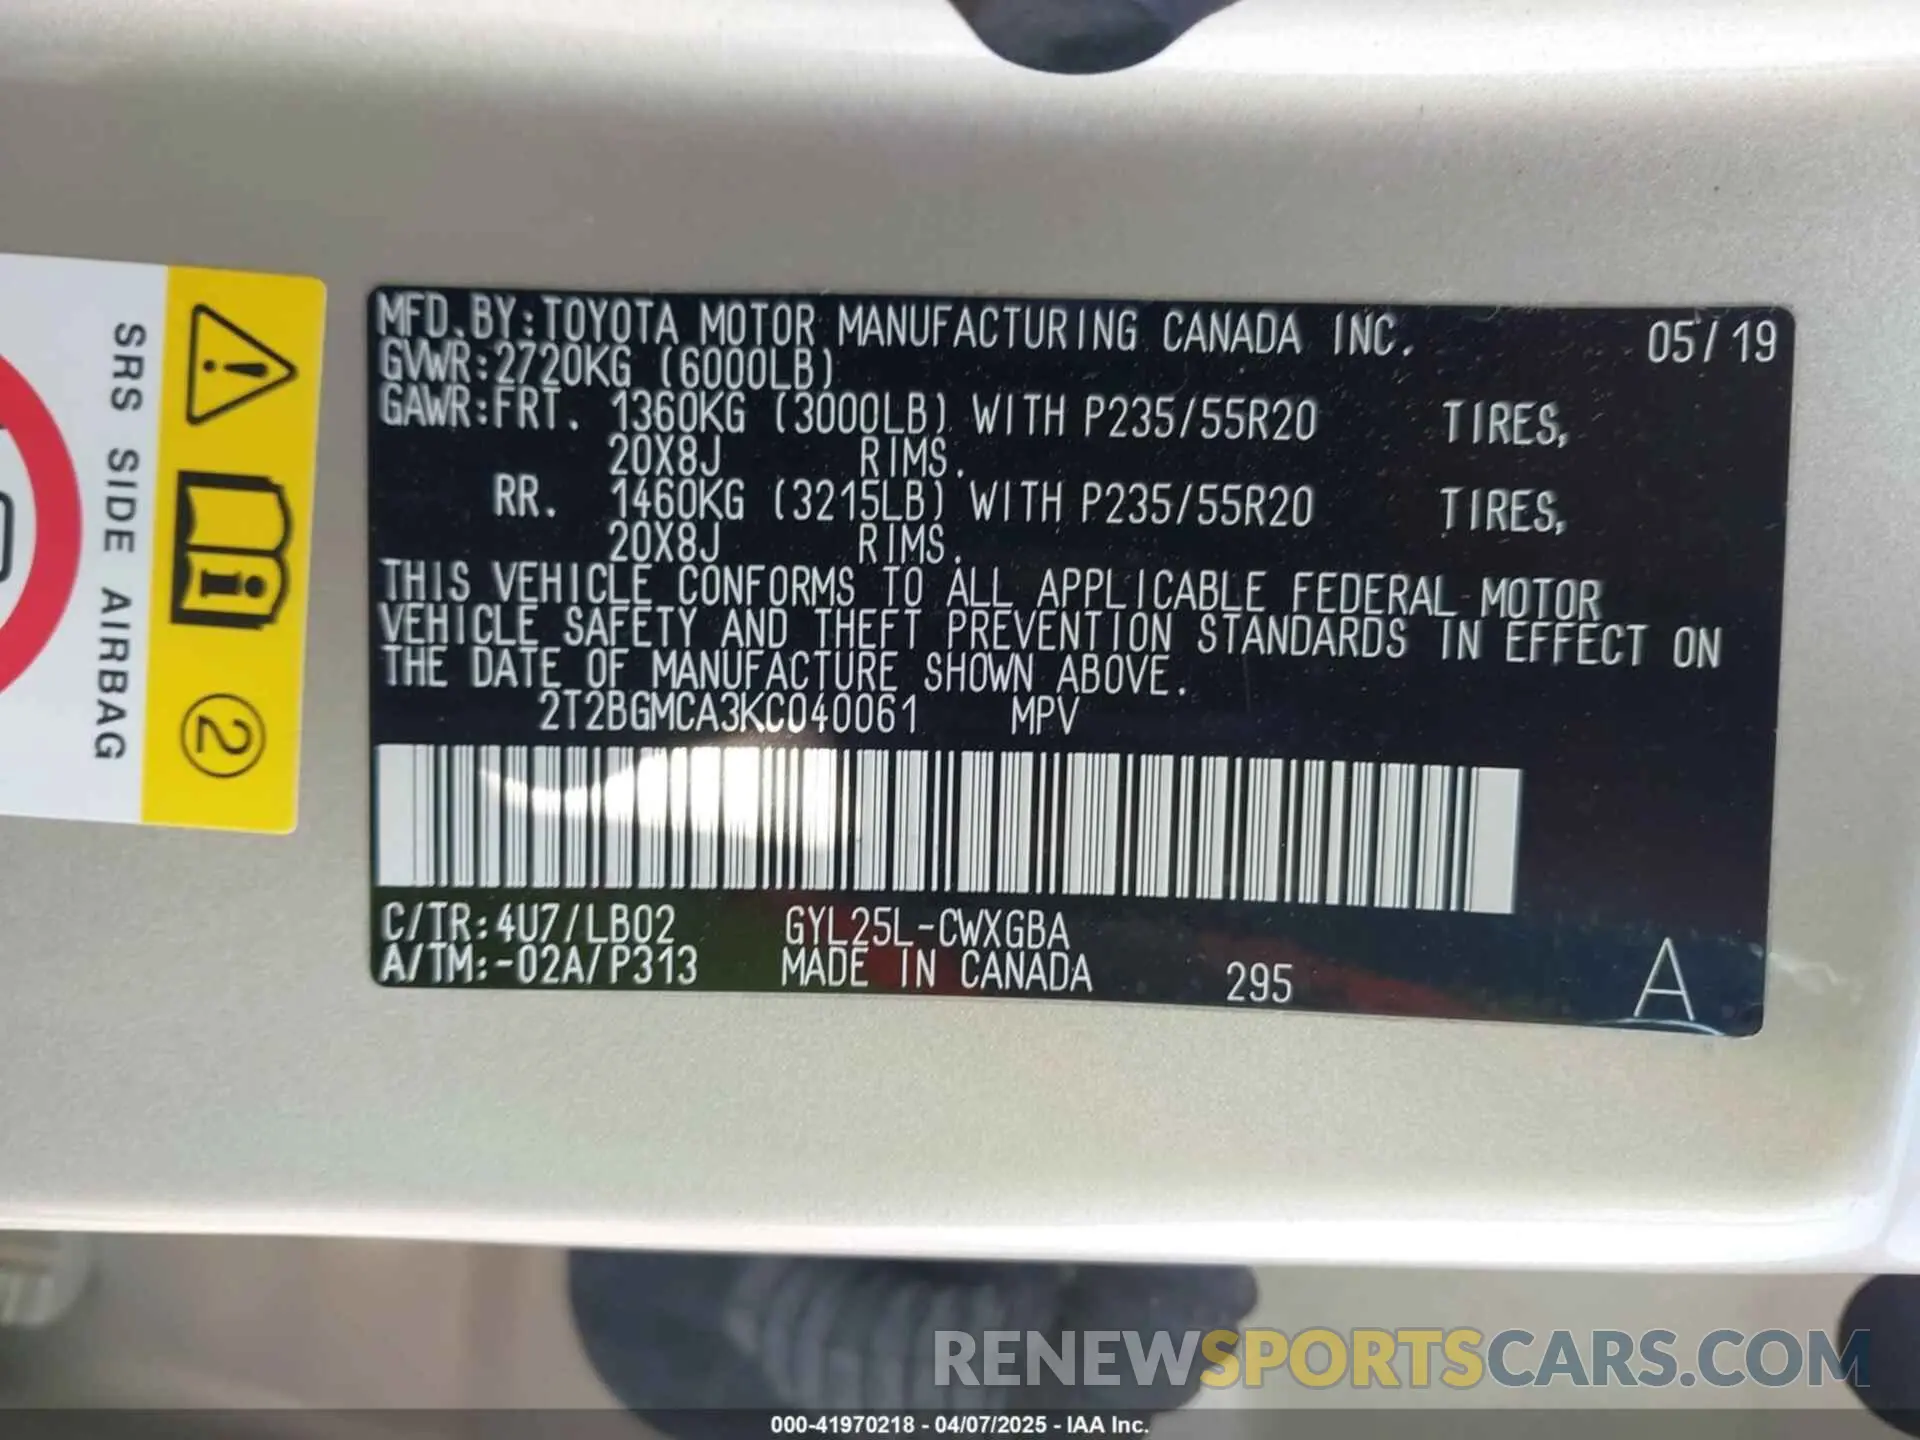 MFD.BY:TOYOTA MOTOR MANUFACTURING CANADA INC. 05/19
GVWR:2720KG (6000LB)
GAWR:FRT. 1360KG (3000LB) WITH P235/55R20 TIRES,
20X8J RIMS.
RR. 1460KG (3215LB) WITH P235/55R20 TIRES,
20X8J RIMS.
THIS VEHICLE CONFORMS TO ALL APPLICABLE FEDERAL MOTOR
VEHICLE SAFETY AND THEFT PREVENTION STANDARDS IN EFFECT ON
THE DATE OF MANUFACTURE SHOWN ABOVE.
2T2BGMCA3KC040061 MPV
C/TR:4U7/LB02 GYL25L-CWXGBA
A/TM:-02A/P313 MADE IN CANADA 295 A
SRS SIDE AIRBAG
2
RENEWSPORTSCARS.COM
000-41970218 - 04/07/2025 - IAA Inc.